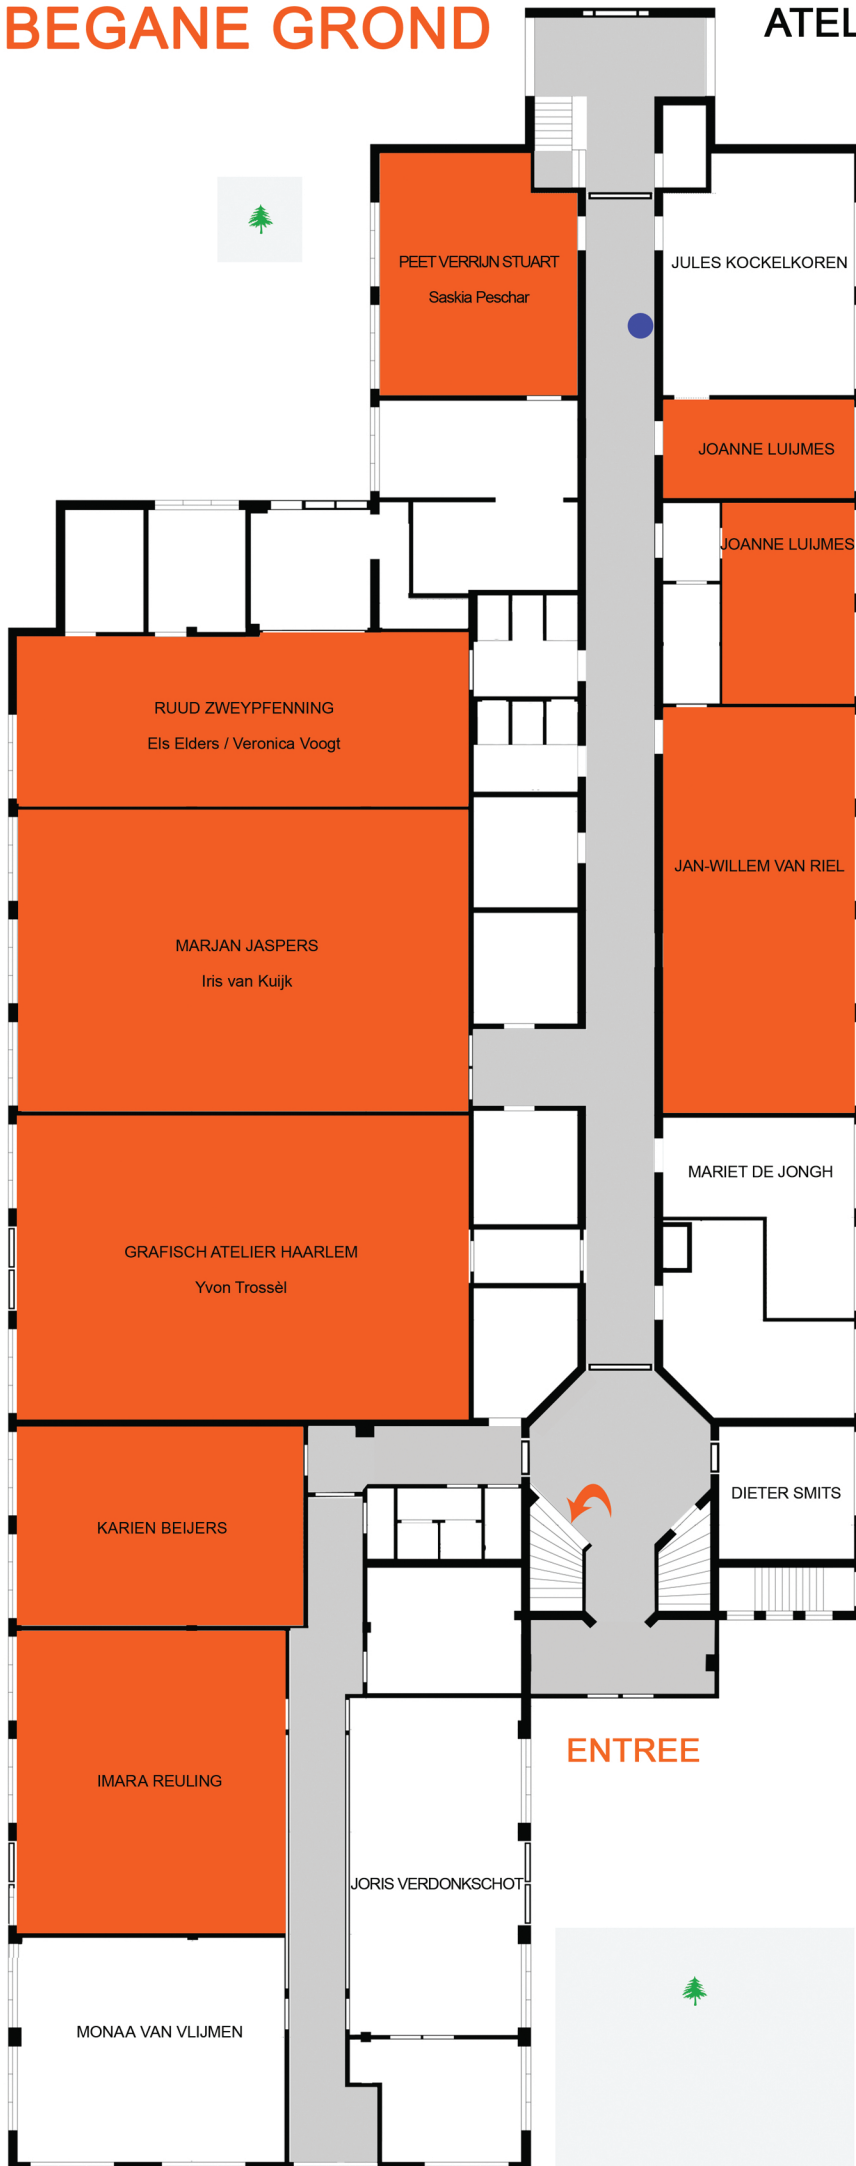 BEGANE GROND
ATEL
PEET VERRIJN STUART
Saskia Peschar
JULES KOCKELKOREN
JOANNE LUIJMES
JOANNE LUIJMES
RUUD ZWEYPFENNING
Els Elders / Veronica Voogt
JAN-WILLEM VAN RIEL
MARJAN JASPERS
Iris van Kuijk
MARIET DE JONGH
GRAFISCH ATELIER HAARLEM
Yvon Trossèl
DIETER SMITS
KARIEN BEIJERS
ENTREE
IMARA REULING
JORIS VERDONKSCHOT
MONAA VAN VLIJMEN